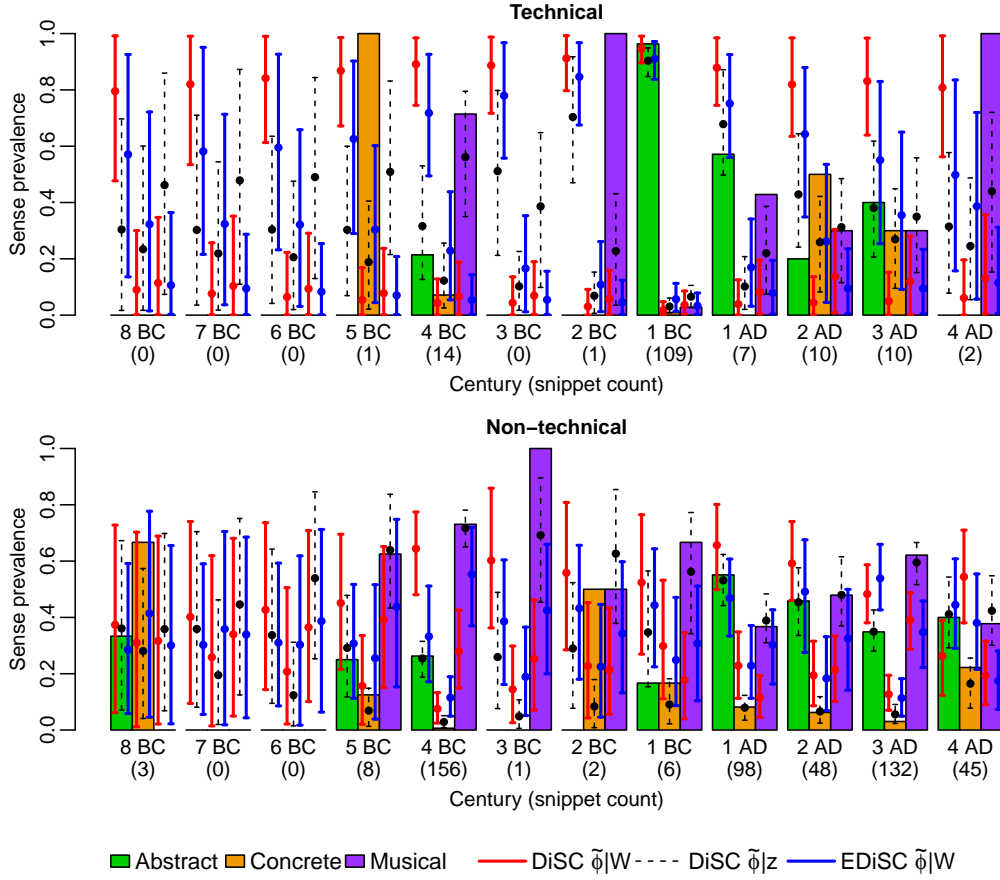 Technical
Sense prevalence
1.0
0.8
0.6
0.4
0.2
0.0
8 BC 7 BC 6 BC 5 BC 4 BC 3 BC 2 BC 1 BC 1 AD 2 AD 3 AD 4 AD
(0) (0) (0) (1) (14) (0) (1) (109) (7) (10) (10) (2)
Century (snippet count)
Non−technical
Sense prevalence
1.0
0.8
0.6
0.4
0.2
0.0
8 BC 7 BC 6 BC 5 BC 4 BC 3 BC 2 BC 1 BC 1 AD 2 AD 3 AD 4 AD
(3) (0) (0) (8) (156) (1) (2) (6) (98) (48) (132) (45)
Century (snippet count)
Abstract Concrete Musical DiSC φ̃|W DiSC φ̃|z EDiSC φ̃|W